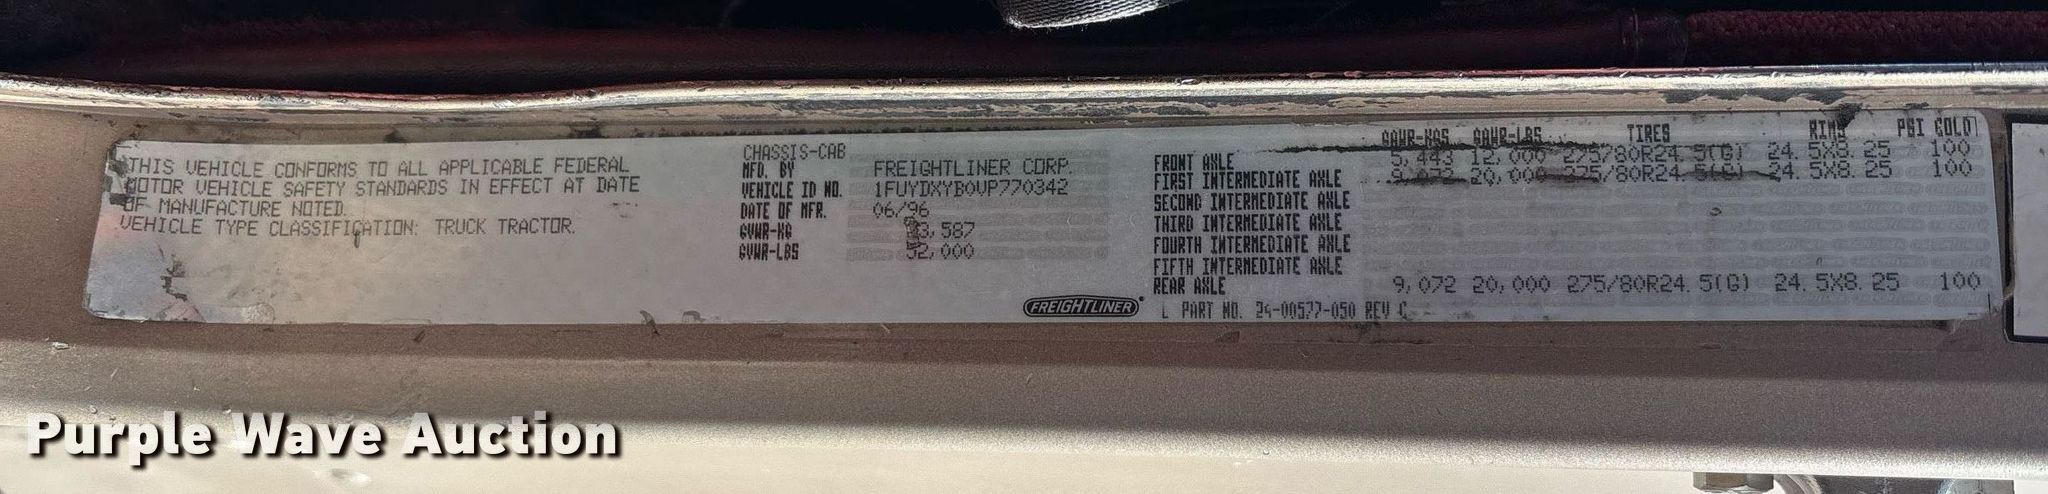 THIS VEHICLE CONFORMS TO ALL APPLICABLE FEDERAL
MOTOR VEHICLE SAFETY STANDARDS IN EFFECT AT DATE
OF MANUFACTURE NOTED.
VEHICLE TYPE CLASSIFICATION: TRUCK TRACTOR.
CHASSIS-CAB
MFD. BY FREIGHTLINER CORP.
VEHICLE ID NO. 1FUYDXYB0VP770342
DATE OF MFR. 06/96
GVWR-KG 3,587
GVWR-LBS 52,000
FREIGHTLINER
GAWR-KGS GAWR-LBS TIRES RIMS PSI COLD
FRONT AXLE 5,443 12,000 275/80R24.5(G) 24.5X8.25 100
FIRST INTERMEDIATE AXLE 9,072 20,000 275/80R24.5(G) 24.5X8.25 100
SECOND INTERMEDIATE AXLE
THIRD INTERMEDIATE AXLE
FOURTH INTERMEDIATE AXLE
FIFTH INTERMEDIATE AXLE
REAR AXLE 9,072 20,000 275/80R24.5(G) 24.5X8.25 100
L PART NO. 24-00577-050 REV C
Purple Wave Auction